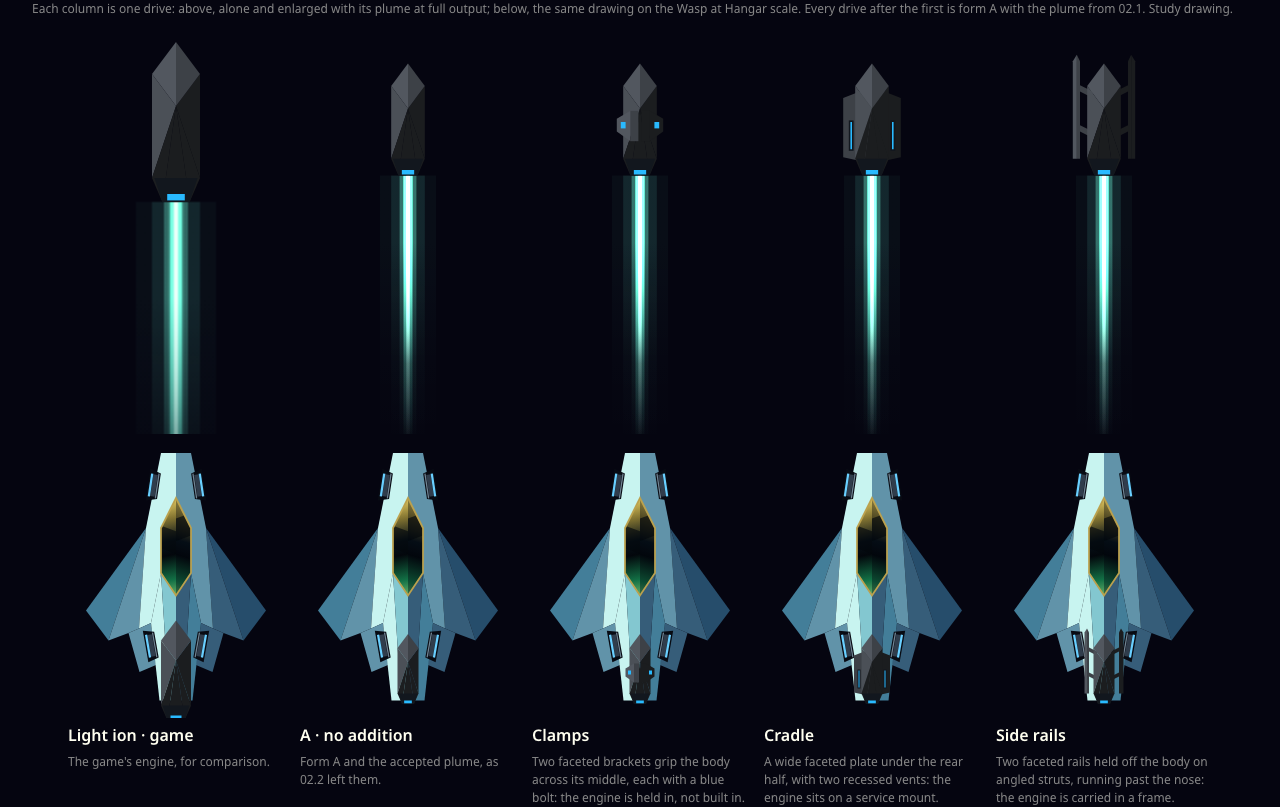 Each column is one drive: above, alone and enlarged with its plume at full output; below, the same drawing on the Wasp at Hangar scale. Every drive after the first is form A with the plume from 02.1. Study drawing.
Light ion · game
The game's engine, for comparison.
A · no addition
Form A and the accepted plume, as
02.2 left them.
Clamps
Two faceted brackets grip the body
across its middle, each with a blue
bolt: the engine is held in, not built in.
Cradle
A wide faceted plate under the rear
half, with two recessed vents: the
engine sits on a service mount.
Side rails
Two faceted rails held off the body on
angled struts, running past the nose:
the engine is carried in a frame.